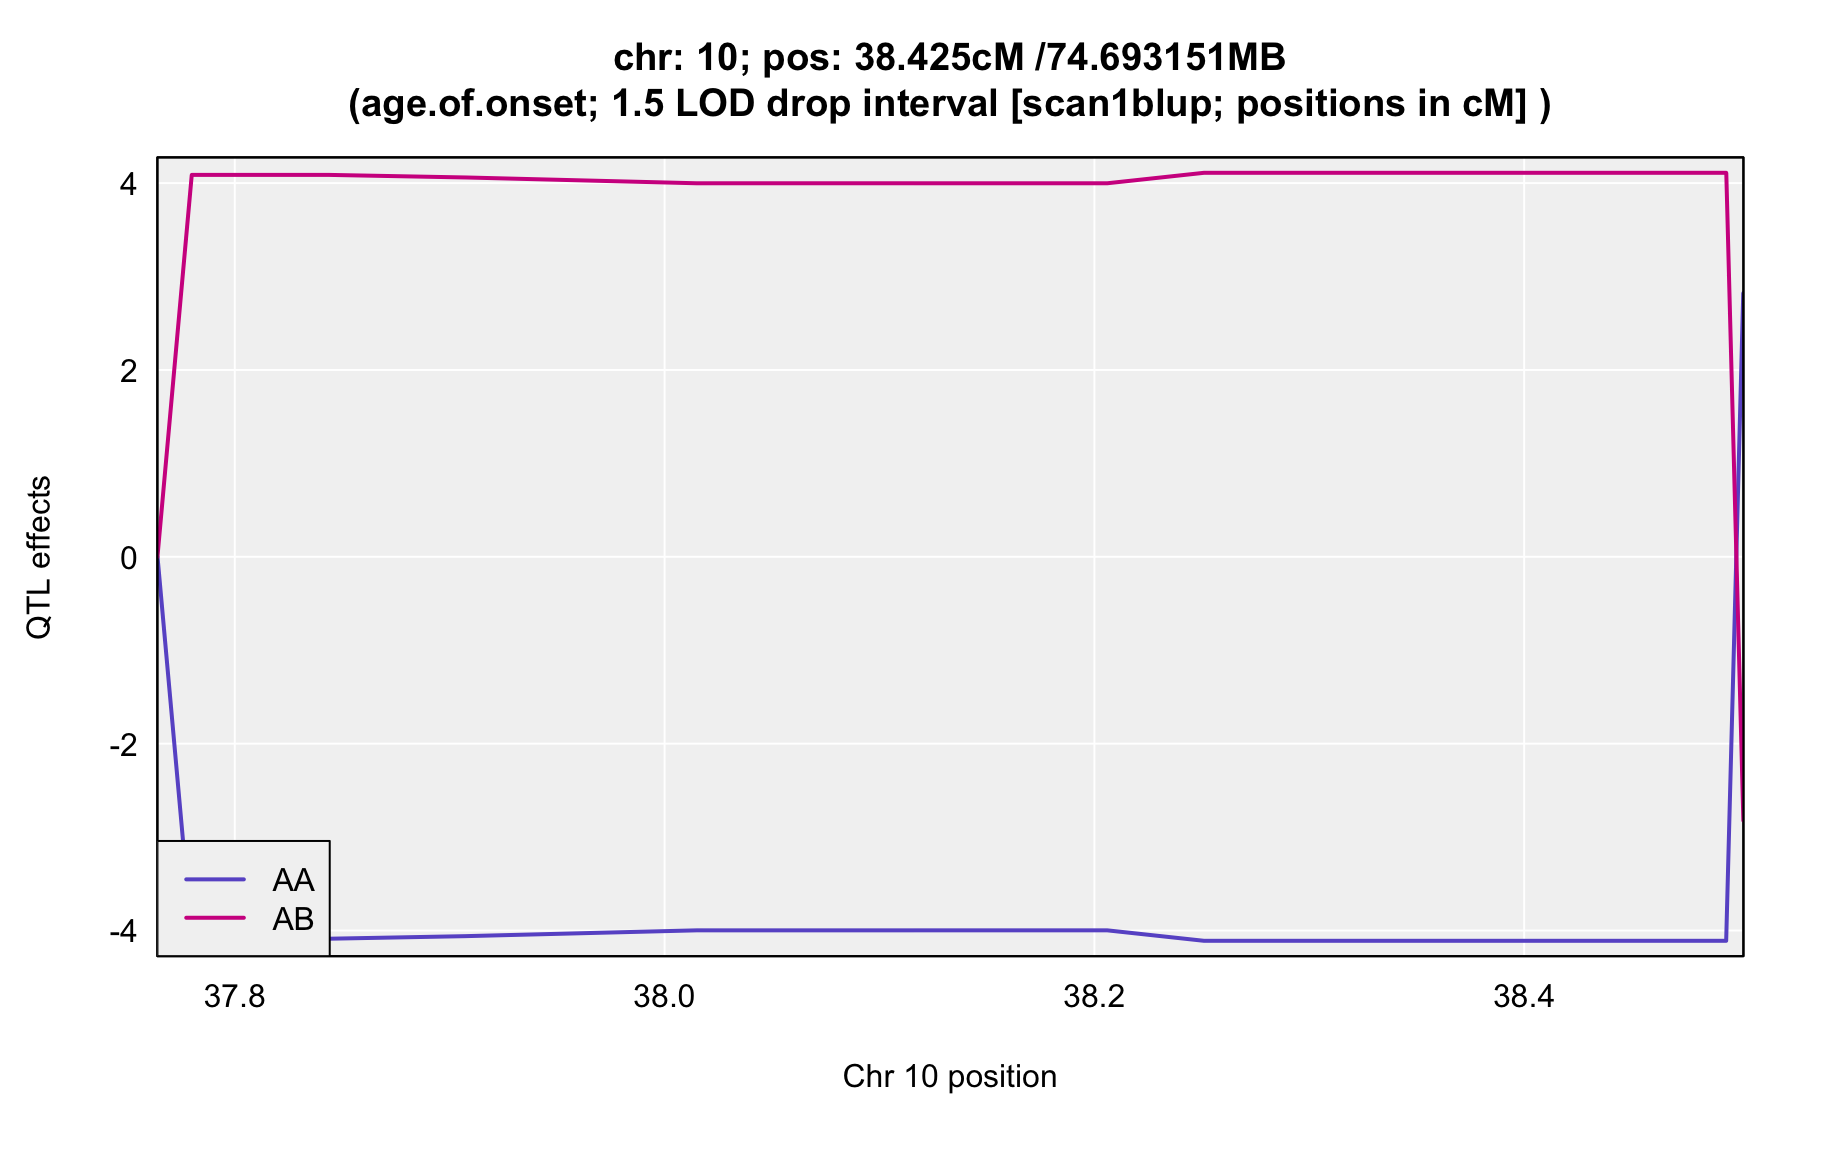 chr: 10; pos: 38.425cM /74.693151MB
(age.of.onset; 1.5 LOD drop interval [scan1blup; positions in cM] )
4
2
0
-2
-4
QTL effects
AA
AB
37.8 38.0 38.2 38.4
Chr 10 position